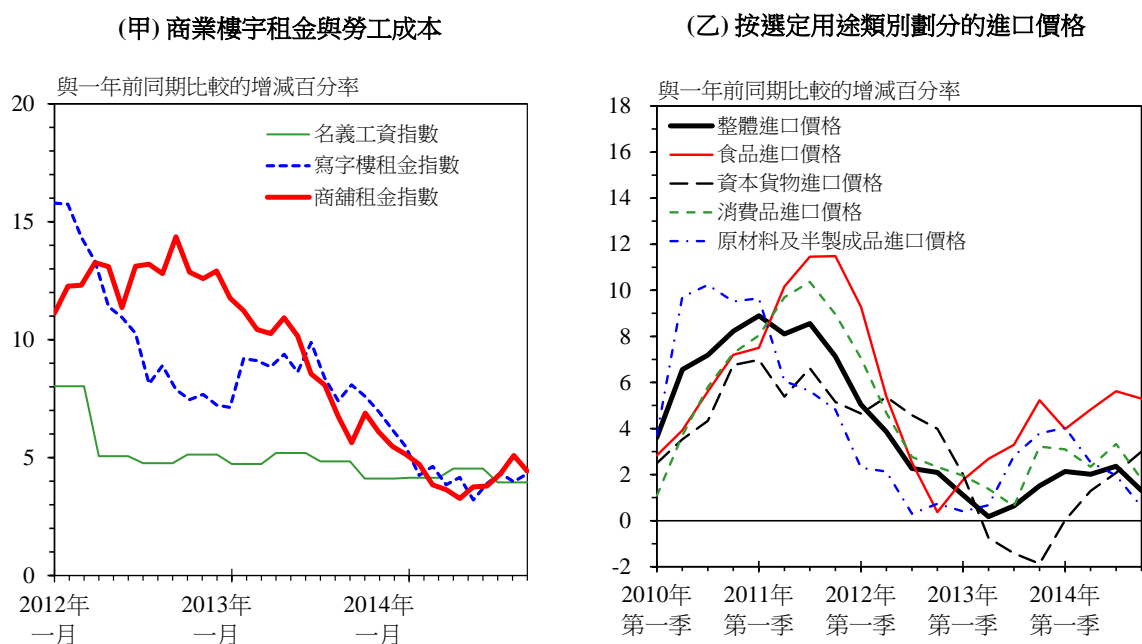 (甲) 商業樓宇租金與勞工成本
與一年前同期比較的增減百分率
20
15
10
5
0
名義工資指數
寫字樓租金指數
商舖租金指數
2012年 2013年 2014年
一月 一月 一月
(乙) 按選定用途類別劃分的進口價格
與一年前同期比較的增減百分率
18
16
14
12
10
8
6
4
2
0
-2
整體進口價格
食品進口價格
資本貨物進口價格
消費品進口價格
原材料及半製成品進口價格
2010年 2011年 2012年 2013年 2014年
第一季 第一季 第一季 第一季 第一季